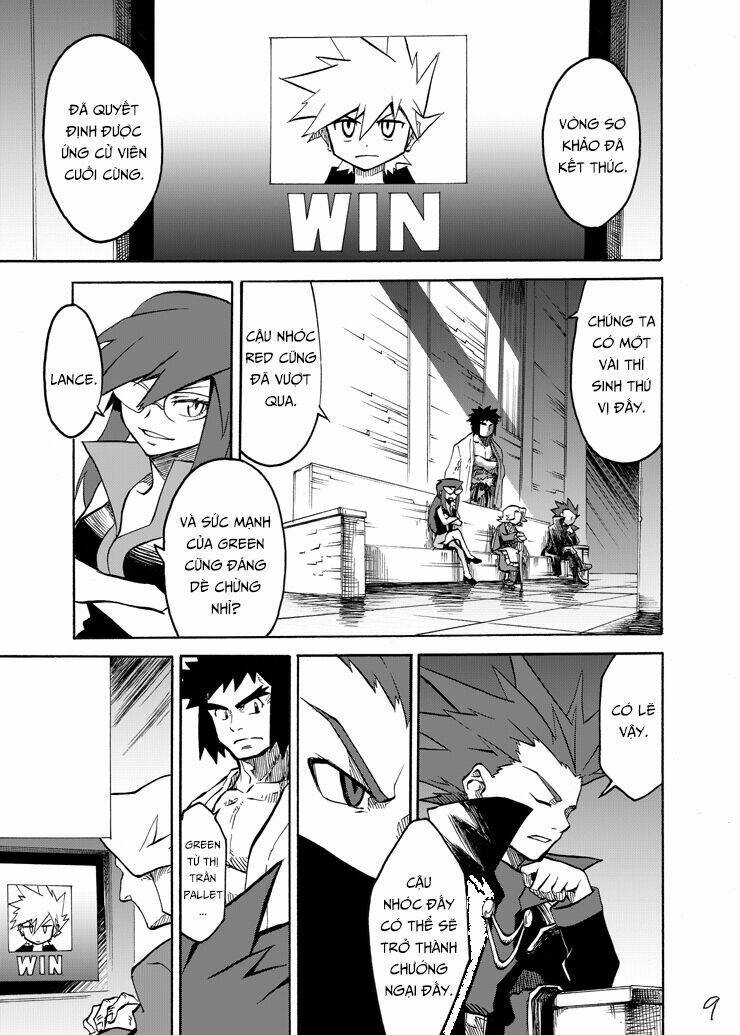 VÒNG SƠ
KHẢO ĐÃ
KẾT THÚC.
ĐÃ QUYẾT
ĐỊNH ĐƯỢC
ỨNG CỬ VIÊN
CUỐI CÙNG.
WIN
CHÚNG TA
CÓ MỘT
VÀI THÍ
SINH THÚ
VỊ ĐẤY.
CẬU NHÓC
RED CŨNG
ĐÃ VƯỢT
QUA.
LANCE.
VÀ SỨC MẠNH
CỦA GREEN
CŨNG ĐÁNG
DÈ CHỪNG
NHỈ?
CÓ LẼ
VẬY.
CẬU
NHÓC ĐẤY
CÓ THỂ SẼ
TRỞ THÀNH
CHƯỚNG
NGẠI ĐẤY.
GREEN
TỪ THỊ
TRẤN
PALLET
...
WIN
9